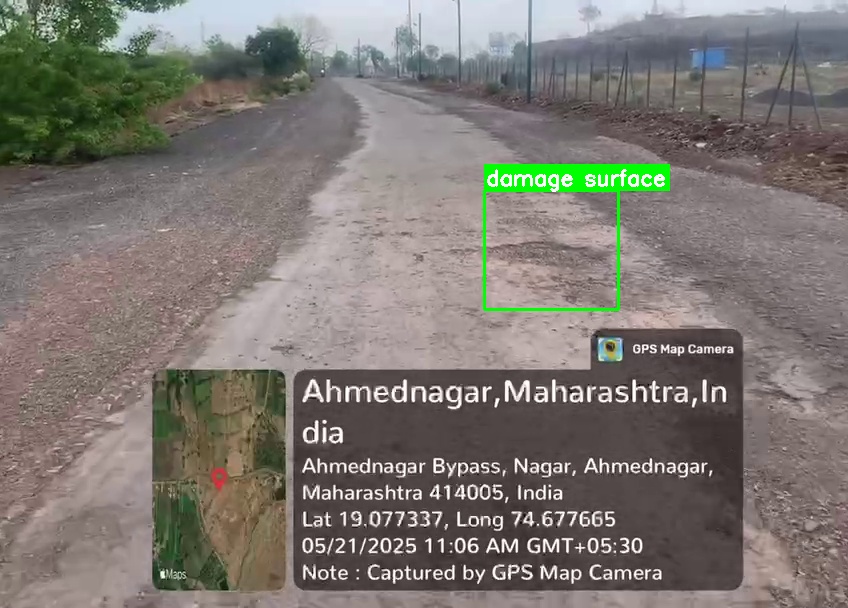 damage surface
GPS Map Camera
Ahmednagar,Maharashtra,In
dia
Ahmednagar Bypass, Nagar, Ahmednagar,
Maharashtra 414005, India
Lat 19.077337, Long 74.677665
05/21/2025 11:06 AM GMT+05:30
Note : Captured by GPS Map Camera
Maps